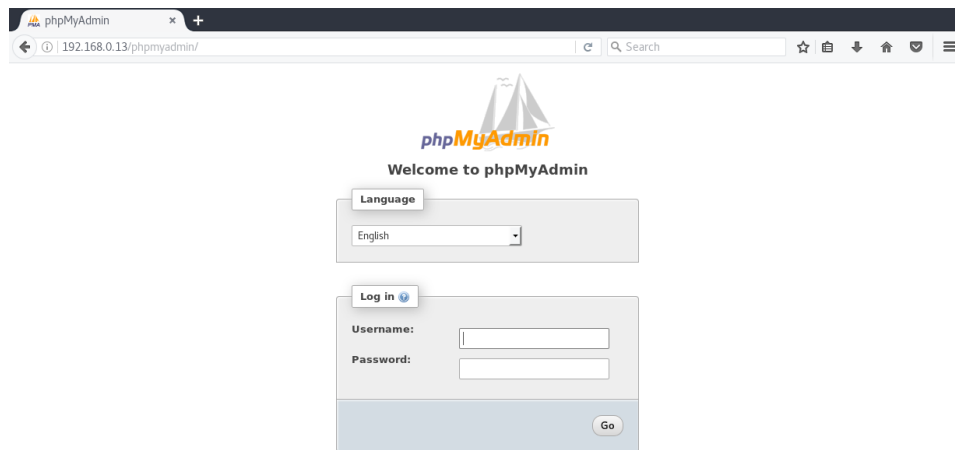 phpMyAdmin
192.168.0.13/phpmyadmin/
Search
phpMyAdmin
Welcome to phpMyAdmin
Language
English
Log in
Username:
Password:
Go